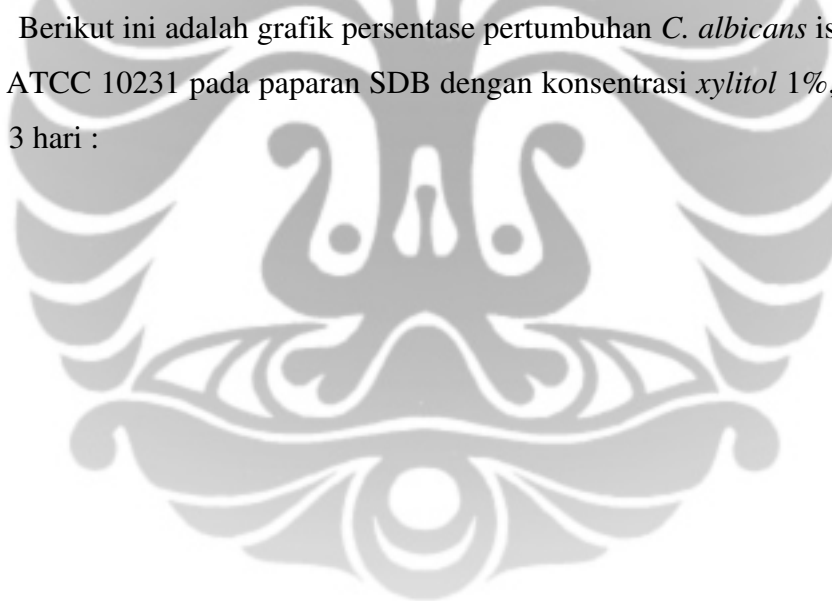 Berikut ini adalah grafik persentase pertumbuhan C. albicans is
ATCC 10231 pada paparan SDB dengan konsentrasi xylitol 1%,
3 hari :